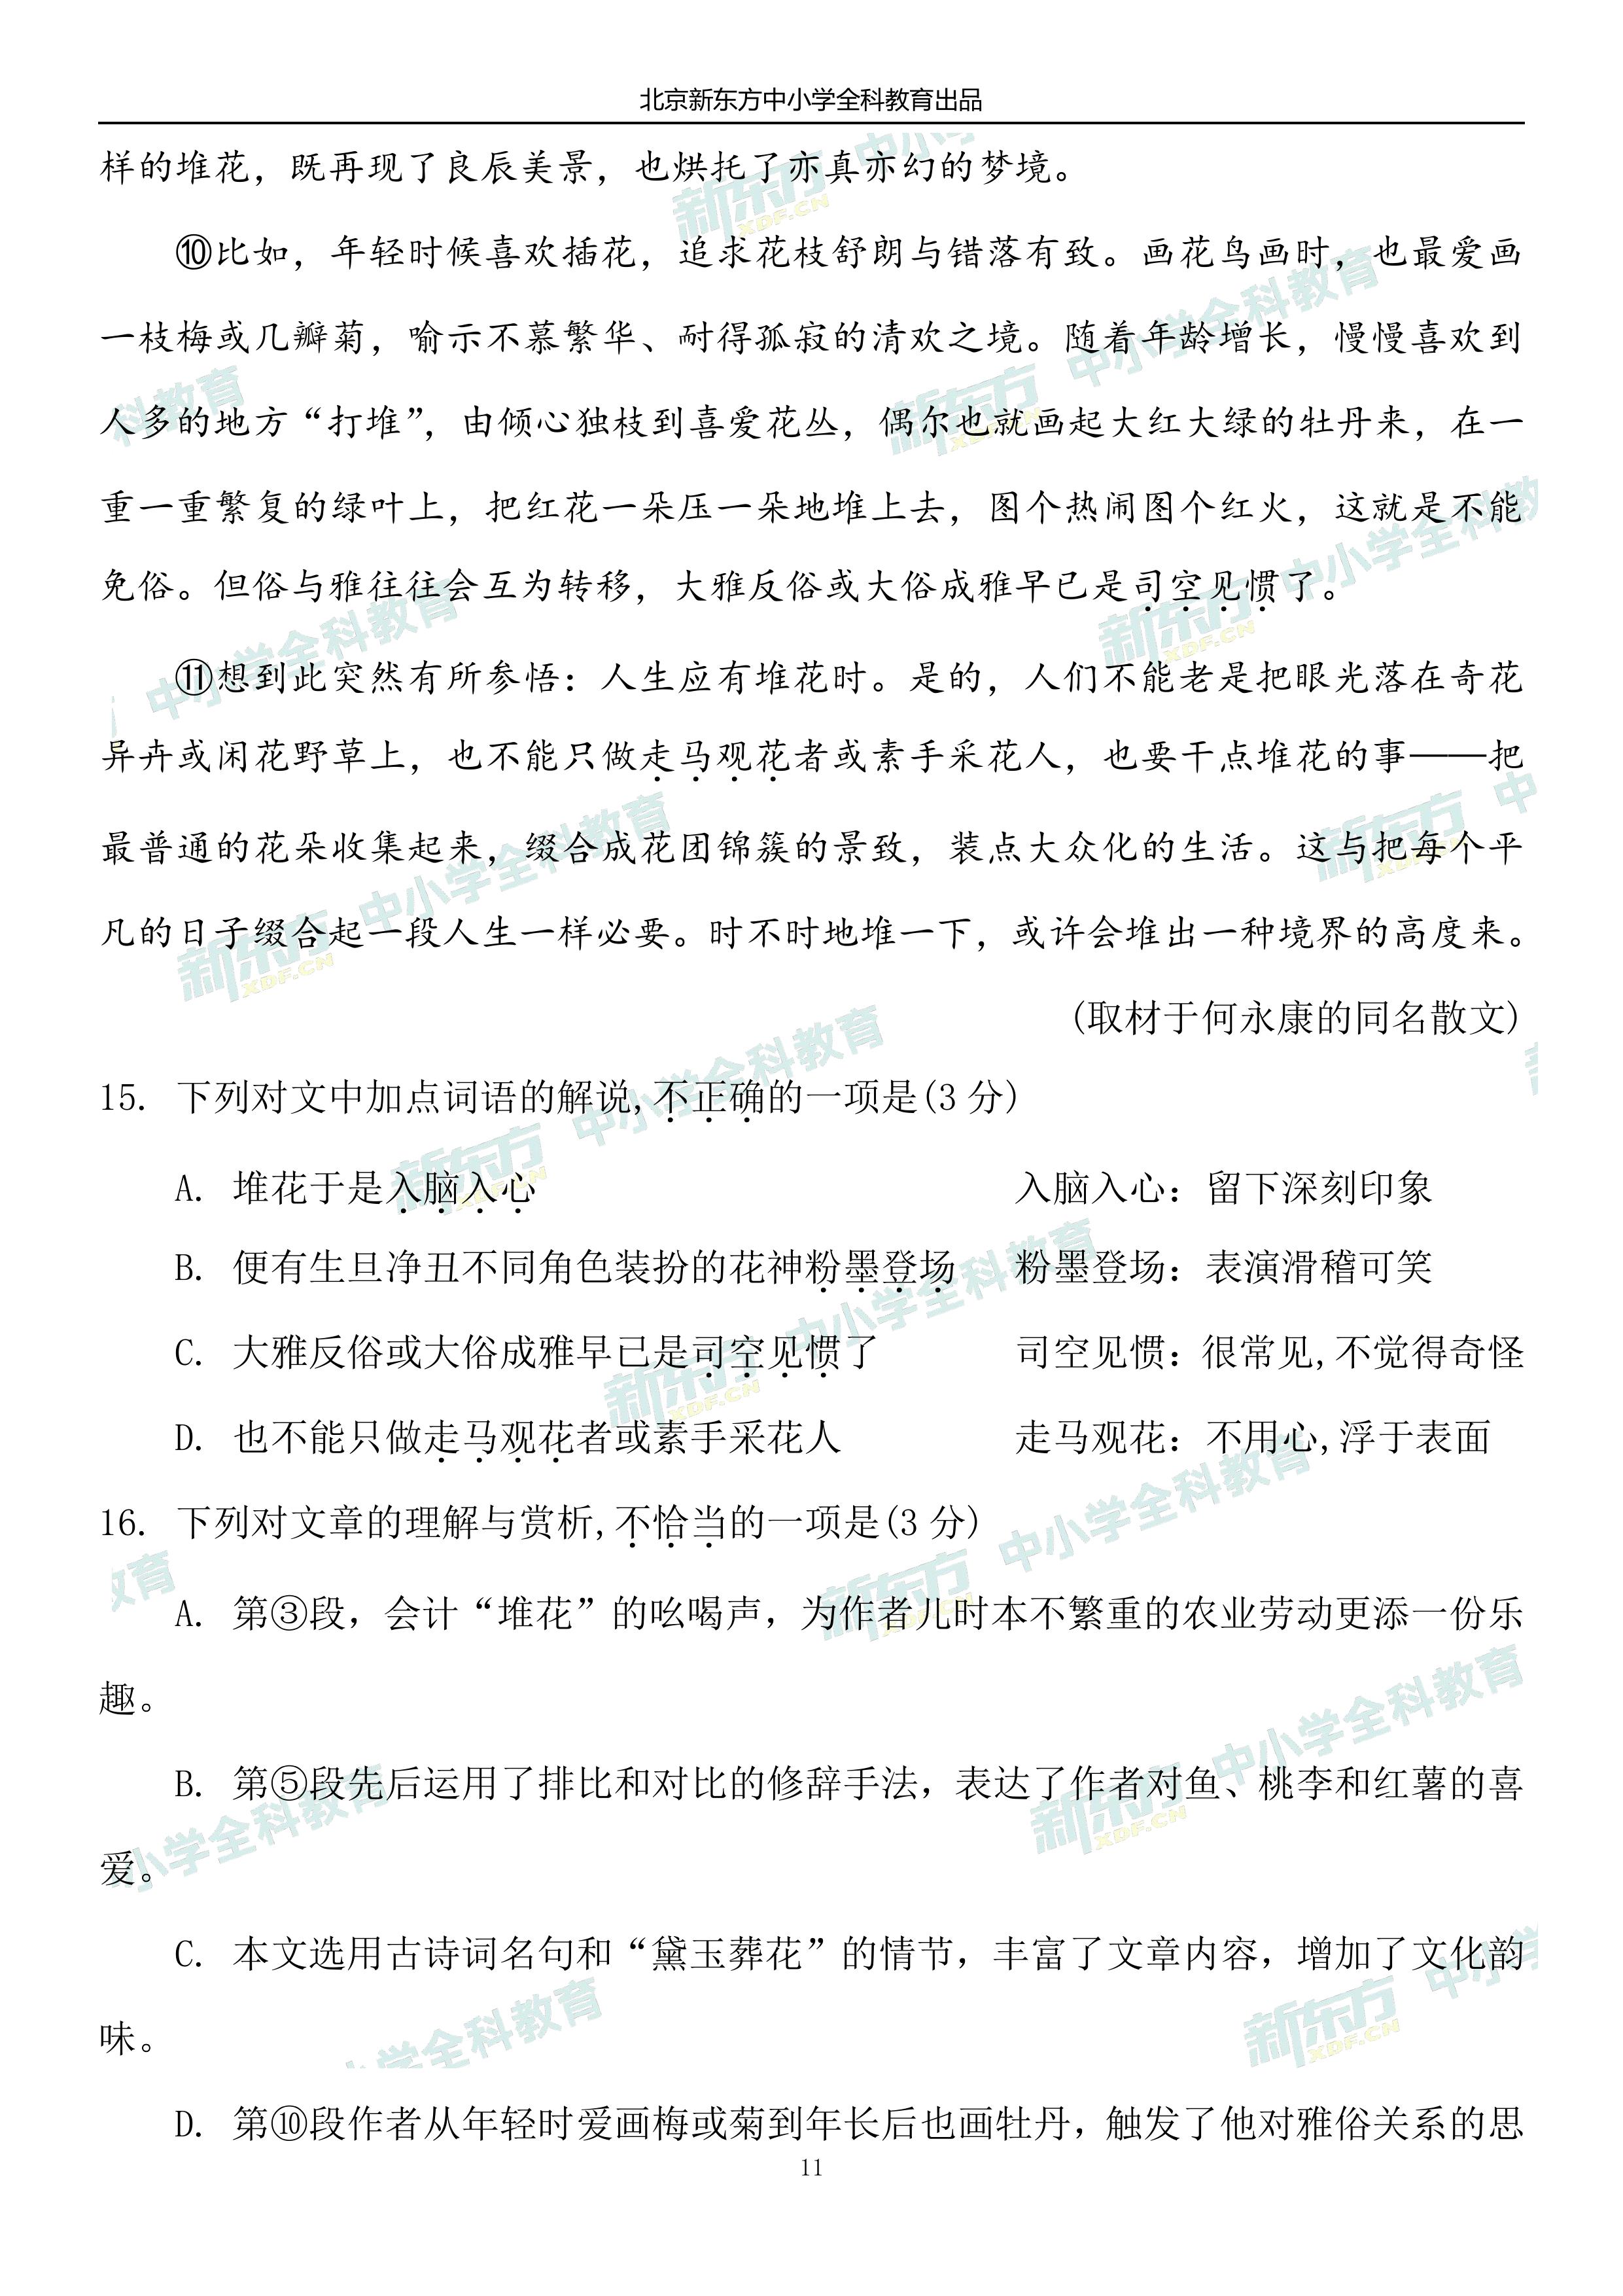 北京新东方中小学全科教育出品
样的堆花，既再现了良辰美景，也烘托了亦真亦幻的梦境。
⑩比如，年轻时候喜欢插花，追求花枝舒朗与错落有致。画花鸟画时，也最爱画
一枝梅或几瓣菊，喻示不慕繁华、耐得孤寂的清欢之境。随着年龄增长，慢慢喜欢到
人多的地方“打堆”，由倾心独枝到喜爱花丛，偶尔也就画起大红大绿的牡丹来，在一
重一重繁复的绿叶上，把红花一朵压一朵地堆上去，图个热闹图个红火，这就是不能
免俗。但俗与雅往往会互为转移，大雅反俗或大俗成雅早已是司空见惯了。
⑪想到此突然有所参悟：人生应有堆花时。是的，人们不能老是把眼光落在奇花
异卉或闲花野草上，也不能只做走马观花者或素手采花人，也要干点堆花的事——把
最普通的花朵收集起来，缀合成花团锦簇的景致，装点大众化的生活。这与把每个平
凡的日子缀合起一段人生一样必要。时不时地堆一下，或许会堆出一种境界的高度来。
(取材于何永康的同名散文)
15. 下列对文中加点词语的解说,不正确的一项是(3 分)
A. 堆花于是入脑入心 入脑入心：留下深刻印象
B. 便有生旦净丑不同角色装扮的花神粉墨登场 粉墨登场：表演滑稽可笑
C. 大雅反俗或大俗成雅早已是司空见惯了 司空见惯：很常见,不觉得奇怪
D. 也不能只做走马观花者或素手采花人 走马观花：不用心,浮于表面
16. 下列对文章的理解与赏析,不恰当的一项是(3 分)
A. 第③段，会计“堆花”的吆喝声，为作者儿时本不繁重的农业劳动更添一份乐
趣。
B. 第⑤段先后运用了排比和对比的修辞手法，表达了作者对鱼、桃李和红薯的喜
爱。
C. 本文选用古诗词名句和“黛玉葬花”的情节，丰富了文章内容，增加了文化韵
味。
D. 第⑩段作者从年轻时爱画梅或菊到年长后也画牡丹，触发了他对雅俗关系的思
11